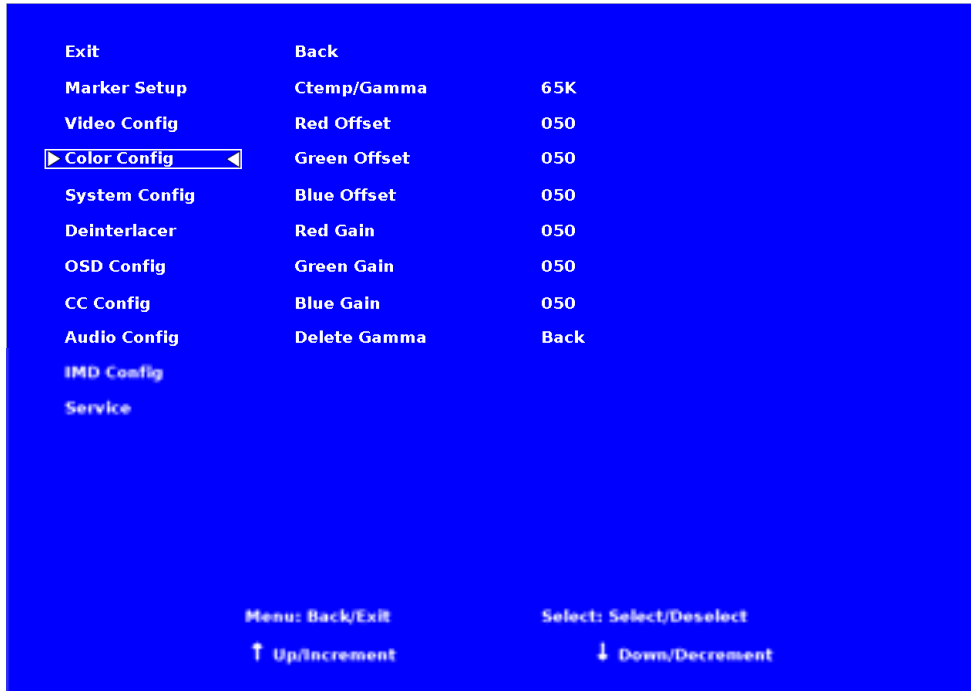 Exit Back
Marker Setup Ctemp/Gamma 65K
Video Config Red Offset 050
Color Config Green Offset 050
System Config Blue Offset 050
Deinterlacer Red Gain 050
OSD Config Green Gain 050
CC Config Blue Gain 050
Audio Config Delete Gamma Back
IMD Config
Service
Menu: Back/Exit Select: Select/Deselect
↑ Up/Increment ↓ Down/Decrement